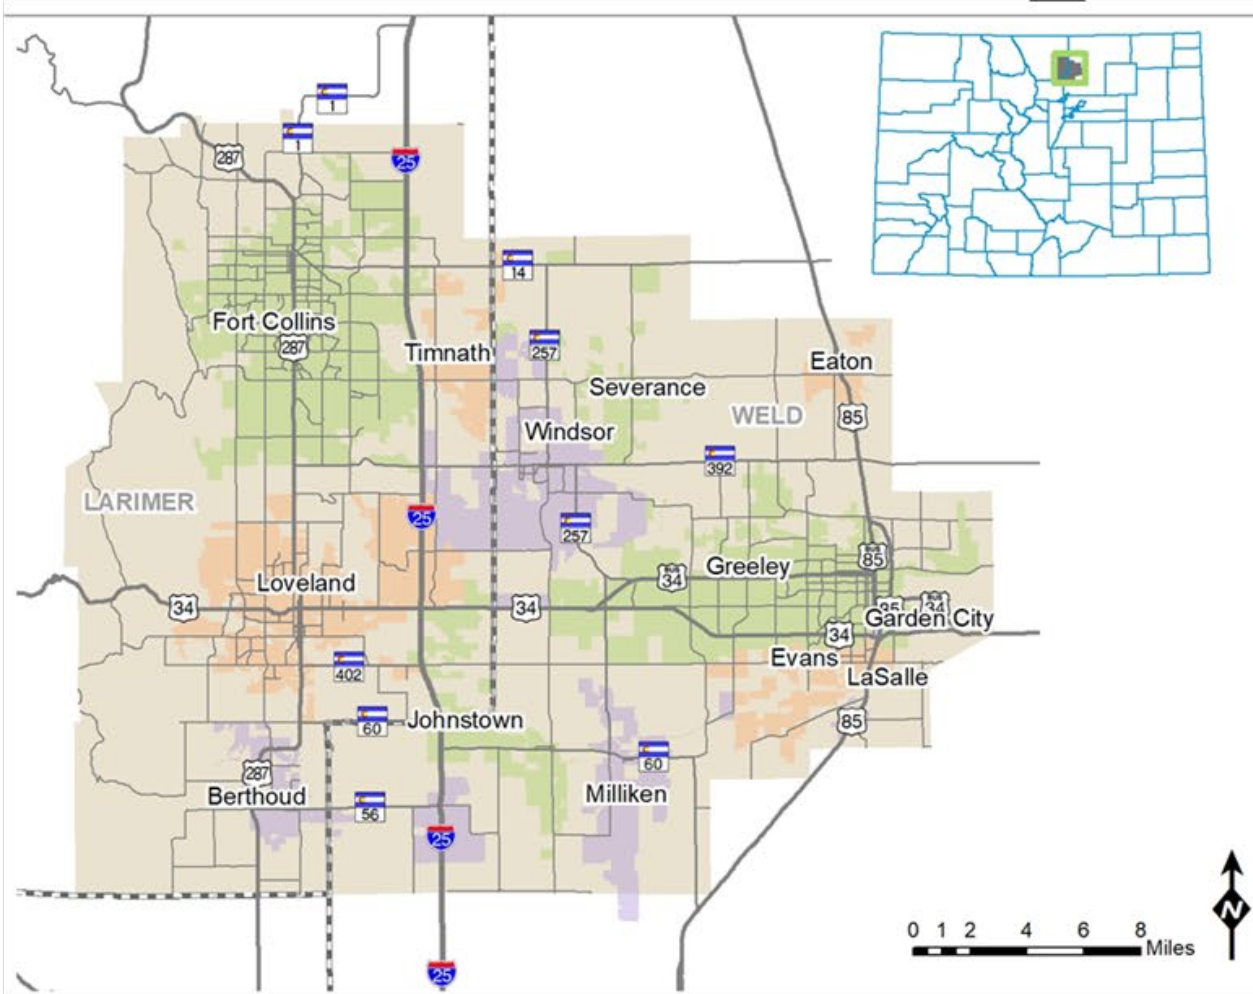 1
1
287
25
14
Fort Collins
287
Timnath
257
Eaton
Severance
WELD
85
Windsor
392
LARIMER
25
257
85
BUS
34
Greeley
Loveland
34
34
85
34
Garden City
34
Evans
402
LaSalle
60
Johnstown
85
60
287
Berthoud
Milliken
56
25
N
0 1 2 4 6 8
Miles
25